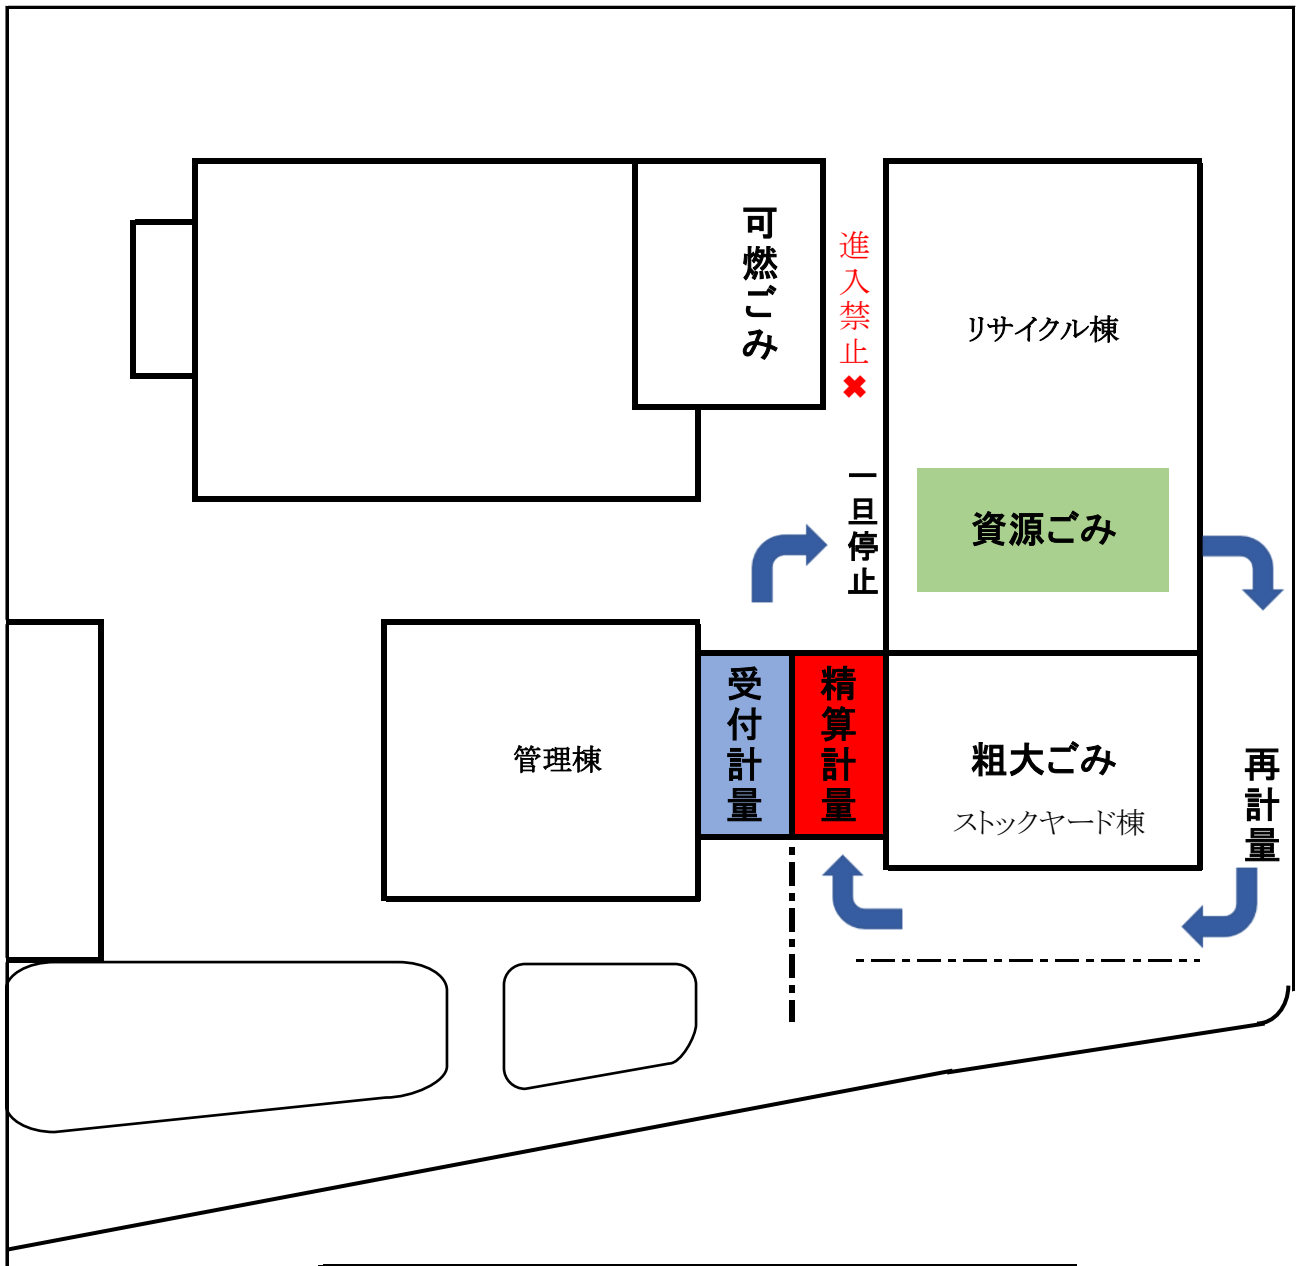 可燃ごみ
進入禁止✖
リサイクル棟
一旦停止
資源ごみ
管理棟
受付計量
精算計量
粗大ごみ
ストックヤード棟
再計量